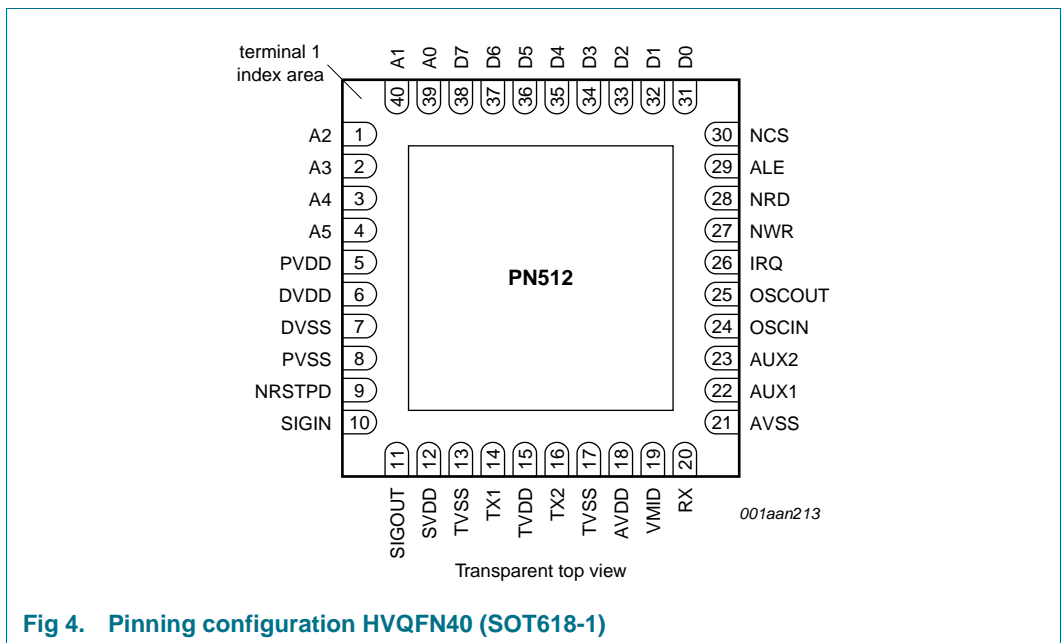 terminal 1
index area
A1 A0 D7 D6 D5 D4 D3 D2 D1 D0
40 39 38 37 36 35 34 33 32 31
A2 1
A3 2
A4 3
A5 4
PVDD 5
DVDD 6
DVSS 7
PVSS 8
NRSTPD 9
SIGIN 10
PN512
30 NCS
29 ALE
28 NRD
27 NWR
26 IRQ
25 OSCOUT
24 OSCIN
23 AUX2
22 AUX1
21 AVSS
11 12 13 14 15 16 17 18 19 20
SIGOUT SVDD TVSS TX1 TVDD TX2 TVSS AVDD VMID RX
001aan213
Transparent top view
Fig 4. Pinning configuration HVQFN40 (SOT618-1)